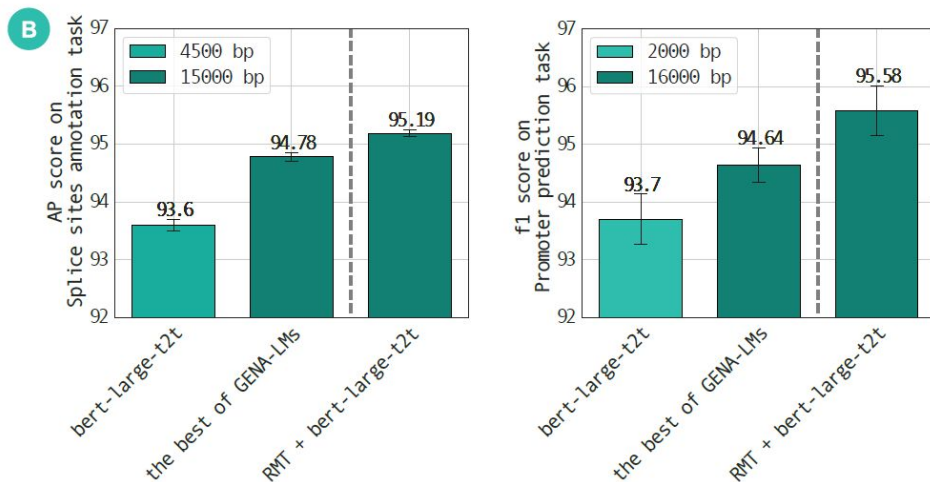 B
AP score on
Splice sites annotation task
97
96
95
94
93
92
4500 bp
15000 bp
93.6
94.78
95.19
bert-large-t2t
the best of GENA-LMs
RMT + bert-large-t2t
f1 score on
Promoter prediction task
97
96
95
94
93
92
2000 bp
16000 bp
93.7
94.64
95.58
bert-large-t2t
the best of GENA-LMs
RMT + bert-large-t2t